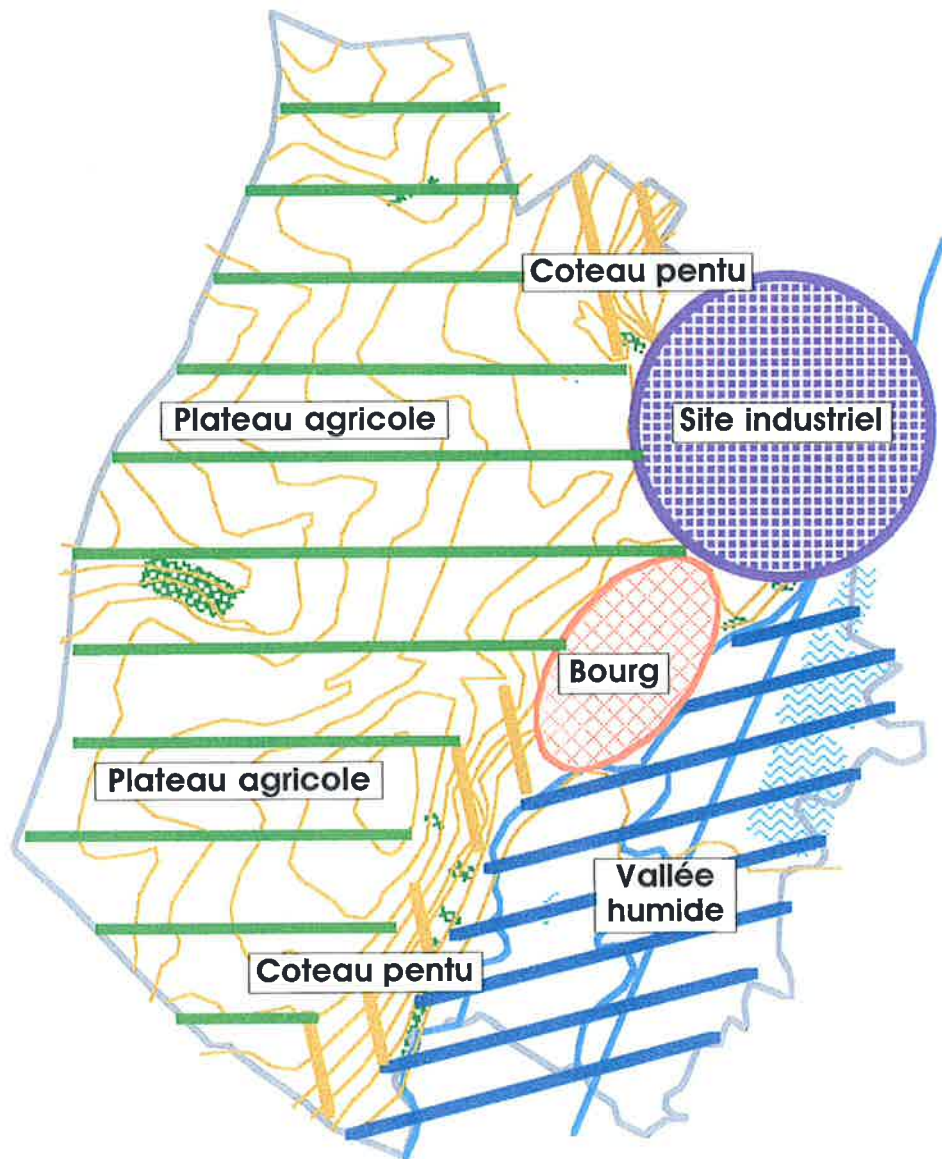 Coteau pentu
Plateau agricole
Site industriel
Bourg
Plateau agricole
Vallée
humide
Coteau pentu